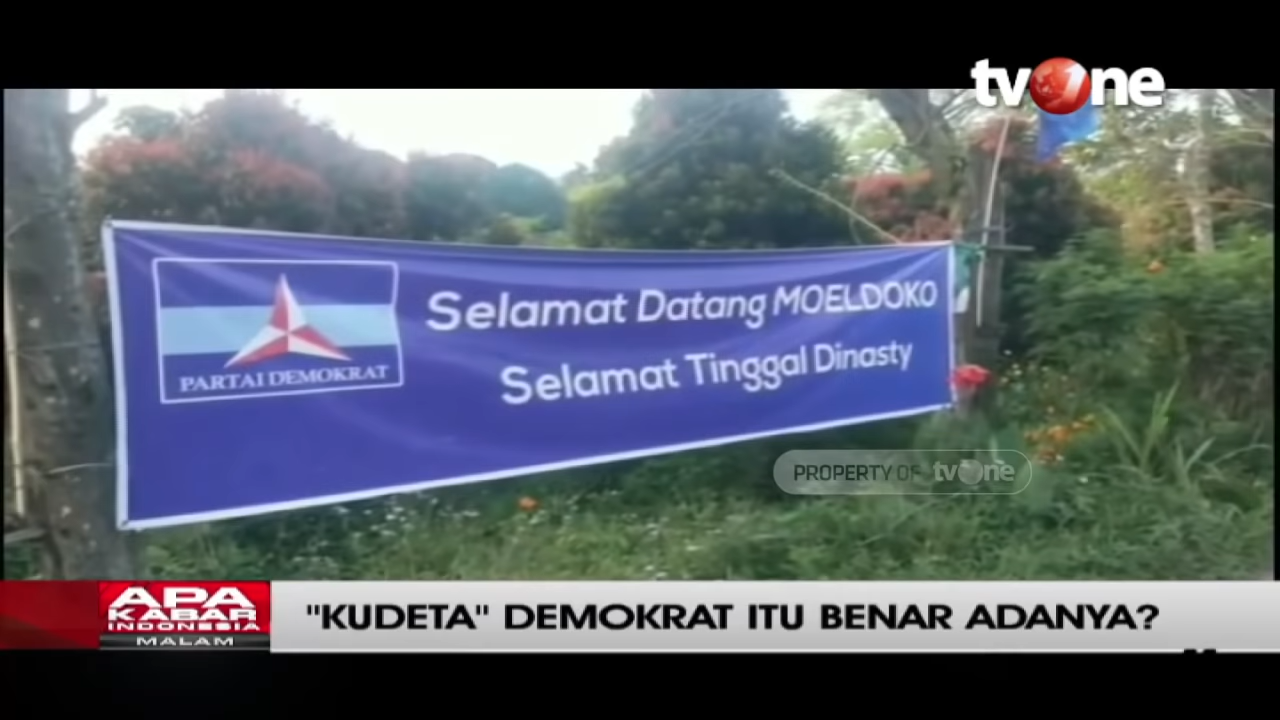 tvOne
PARTAI DEMOKRAT
Selamat Datang MOELDOKO
Selamat Tinggal Dinasty
PROPERTY OF tvOne
APA
KABAR
INDONESIA
MALAM
"KUDETA" DEMOKRAT ITU BENAR ADANYA?